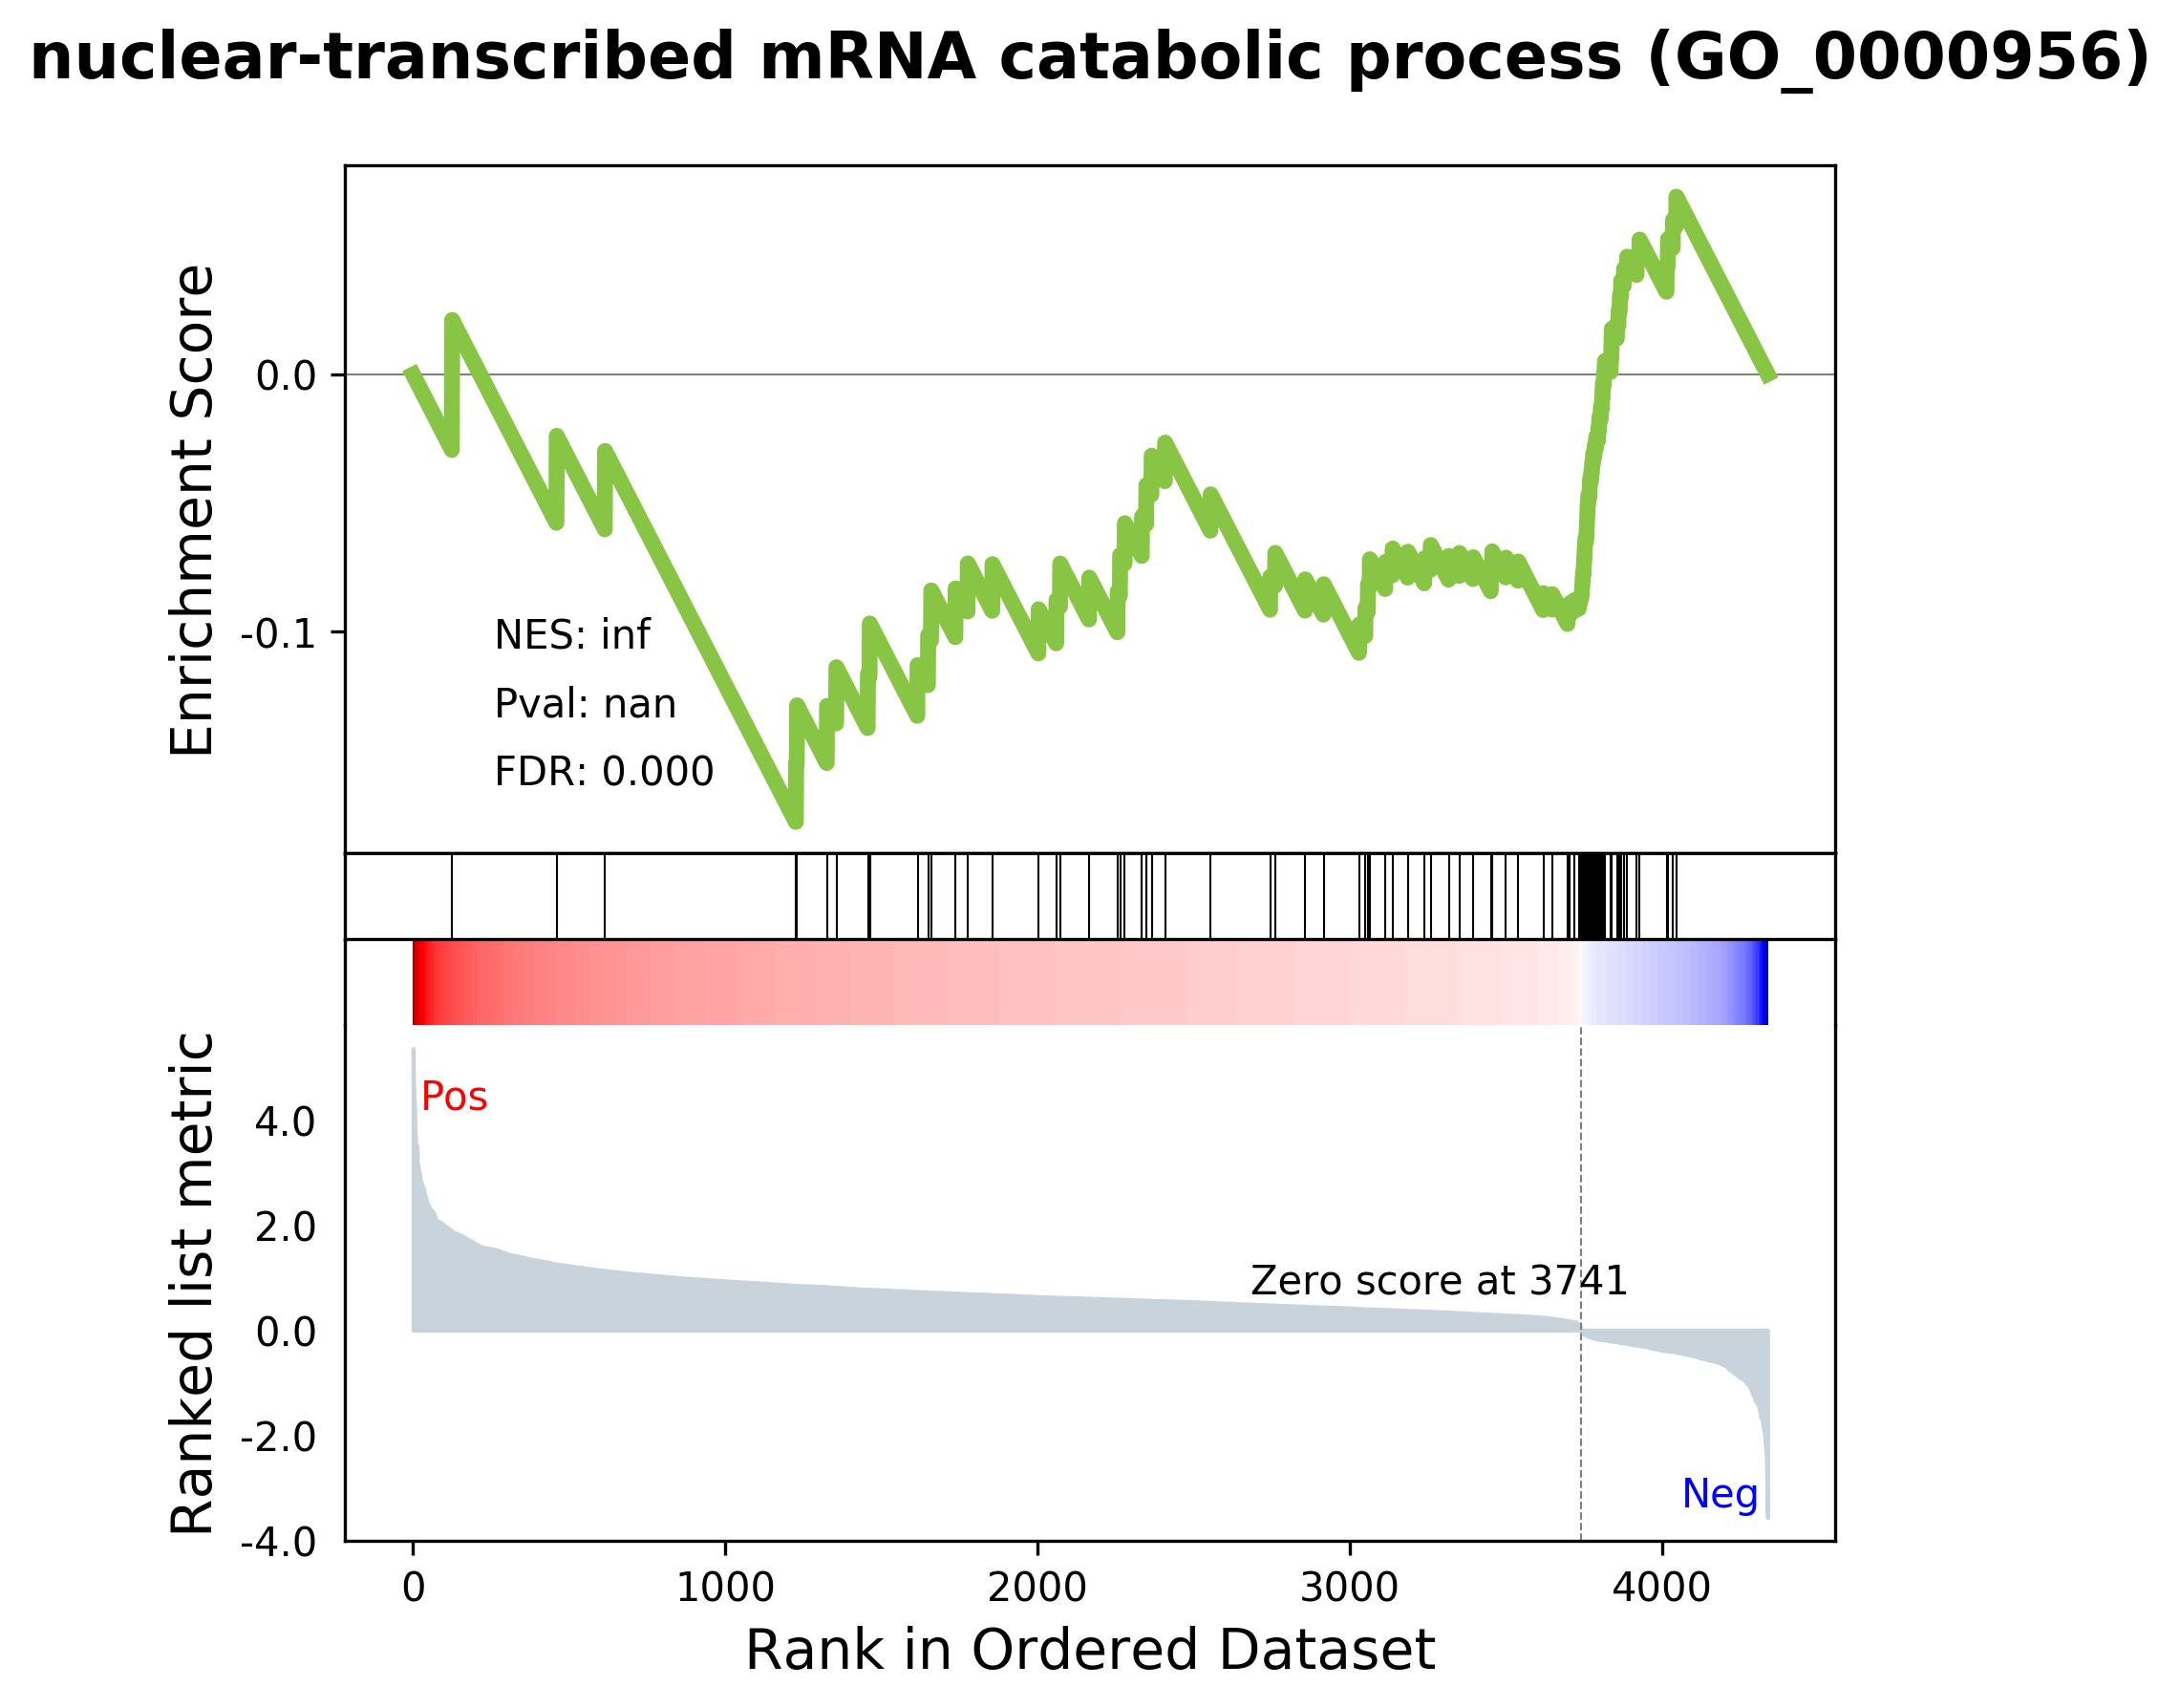 nuclear-transcribed mRNA catabolic process (GO_0000956)
Enrichment Score
0.0
-0.1
NES: inf
Pval: nan
FDR: 0.000
Ranked list metric
Pos
4.0
2.0
Zero score at 3741
0.0
-2.0
Neg
-4.0
0 1000 2000 3000 4000
Rank in Ordered Dataset